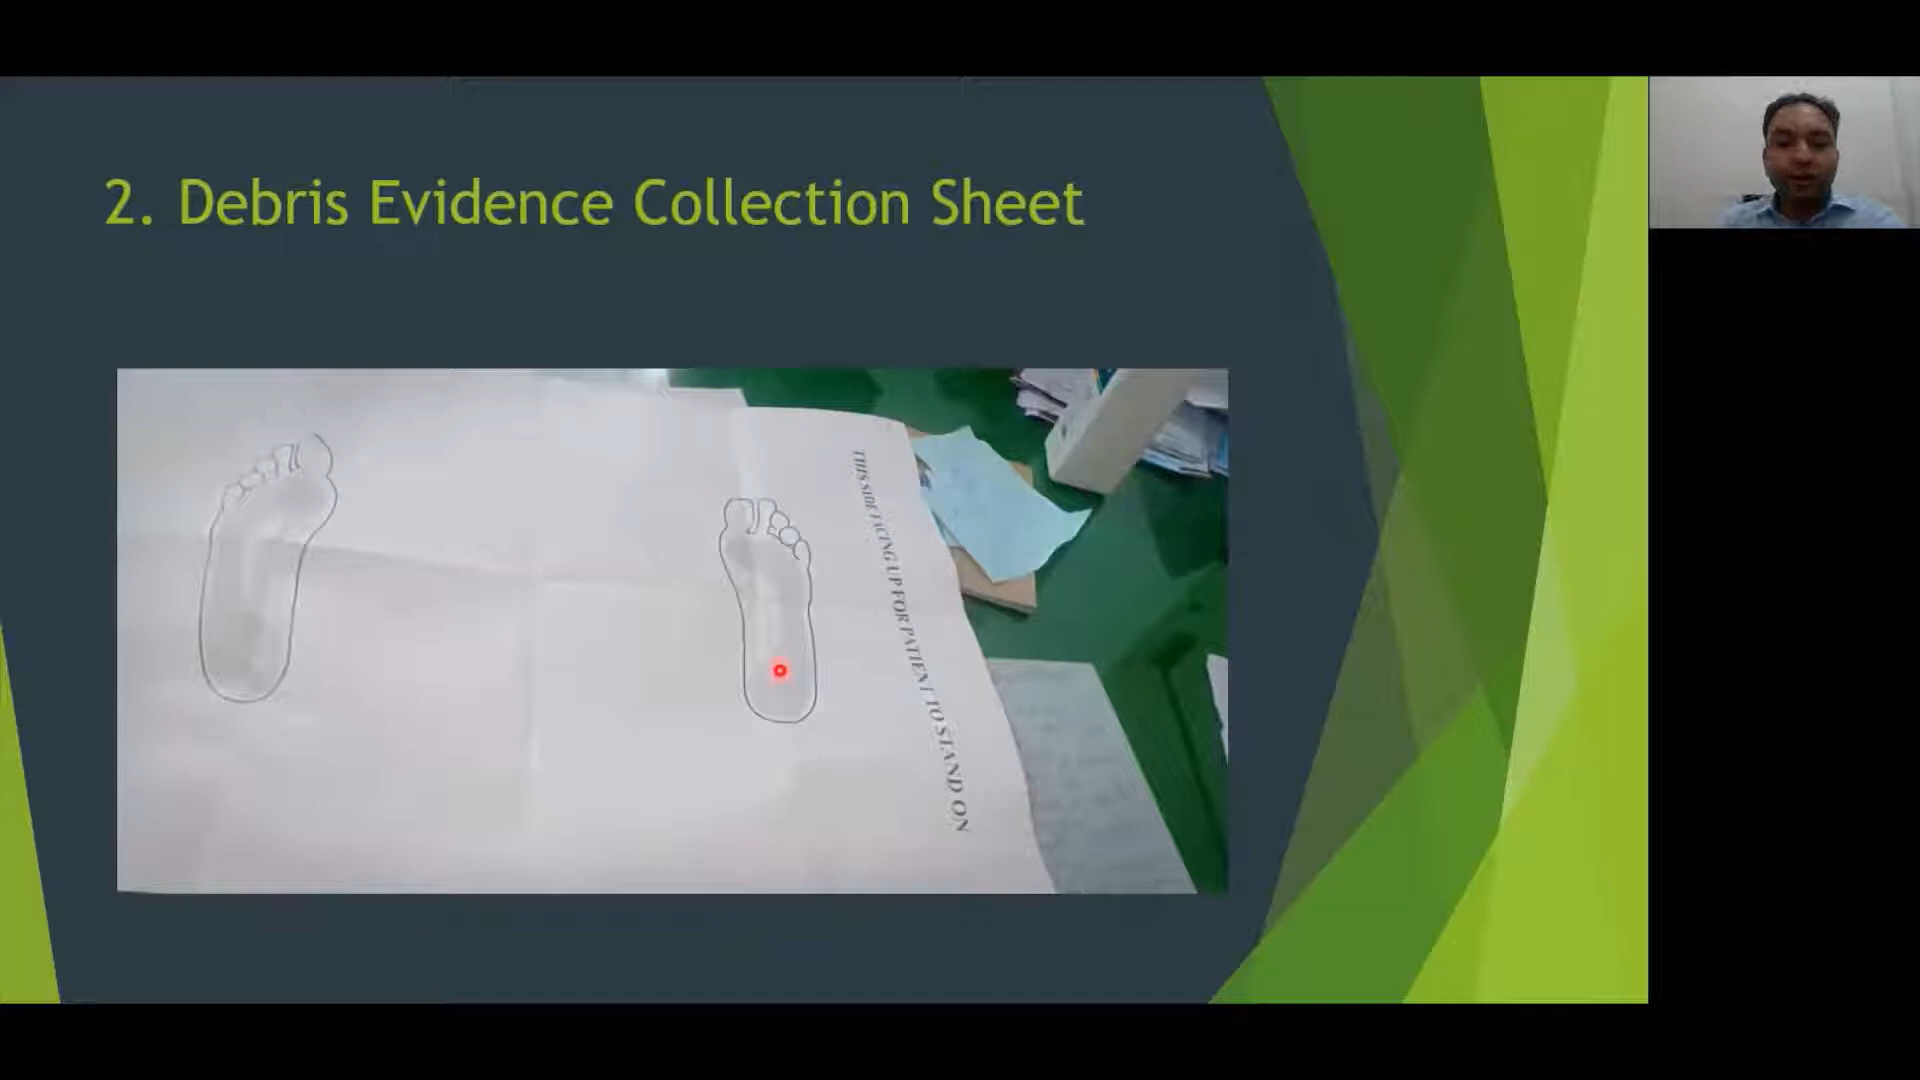 2. Debris Evidence Collection Sheet
THIS SIDE FACING UP FOR PATIENT TO STAND ON